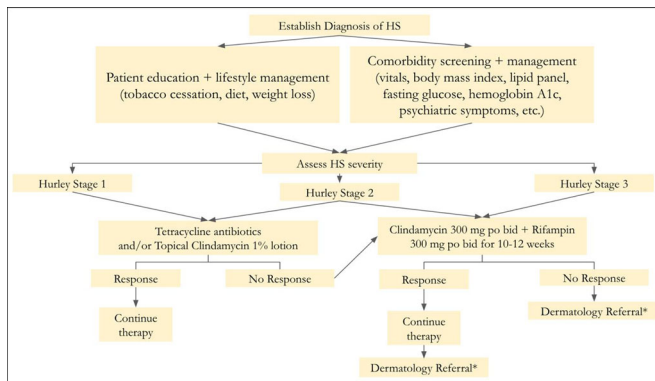 Establish Diagnosis of HS
Patient education + lifestyle management
(tobacco cessation, diet, weight loss)
Comorbidity screening + management
(vitals, body mass index, lipid panel,
fasting glucose, hemoglobin A1c,
psychiatric symptoms, etc.)
Assess HS severity
Hurley Stage 1
Hurley Stage 2
Hurley Stage 3
Tetracycline antibiotics
and/or Topical Clindamycin 1% lotion
Clindamycin 300 mg po bid + Rifampin
300 mg po bid for 10-12 weeks
Response
No Response
Response
No Response
Continue
therapy
Continue
therapy
Dermatology Referral*
Dermatology Referral*